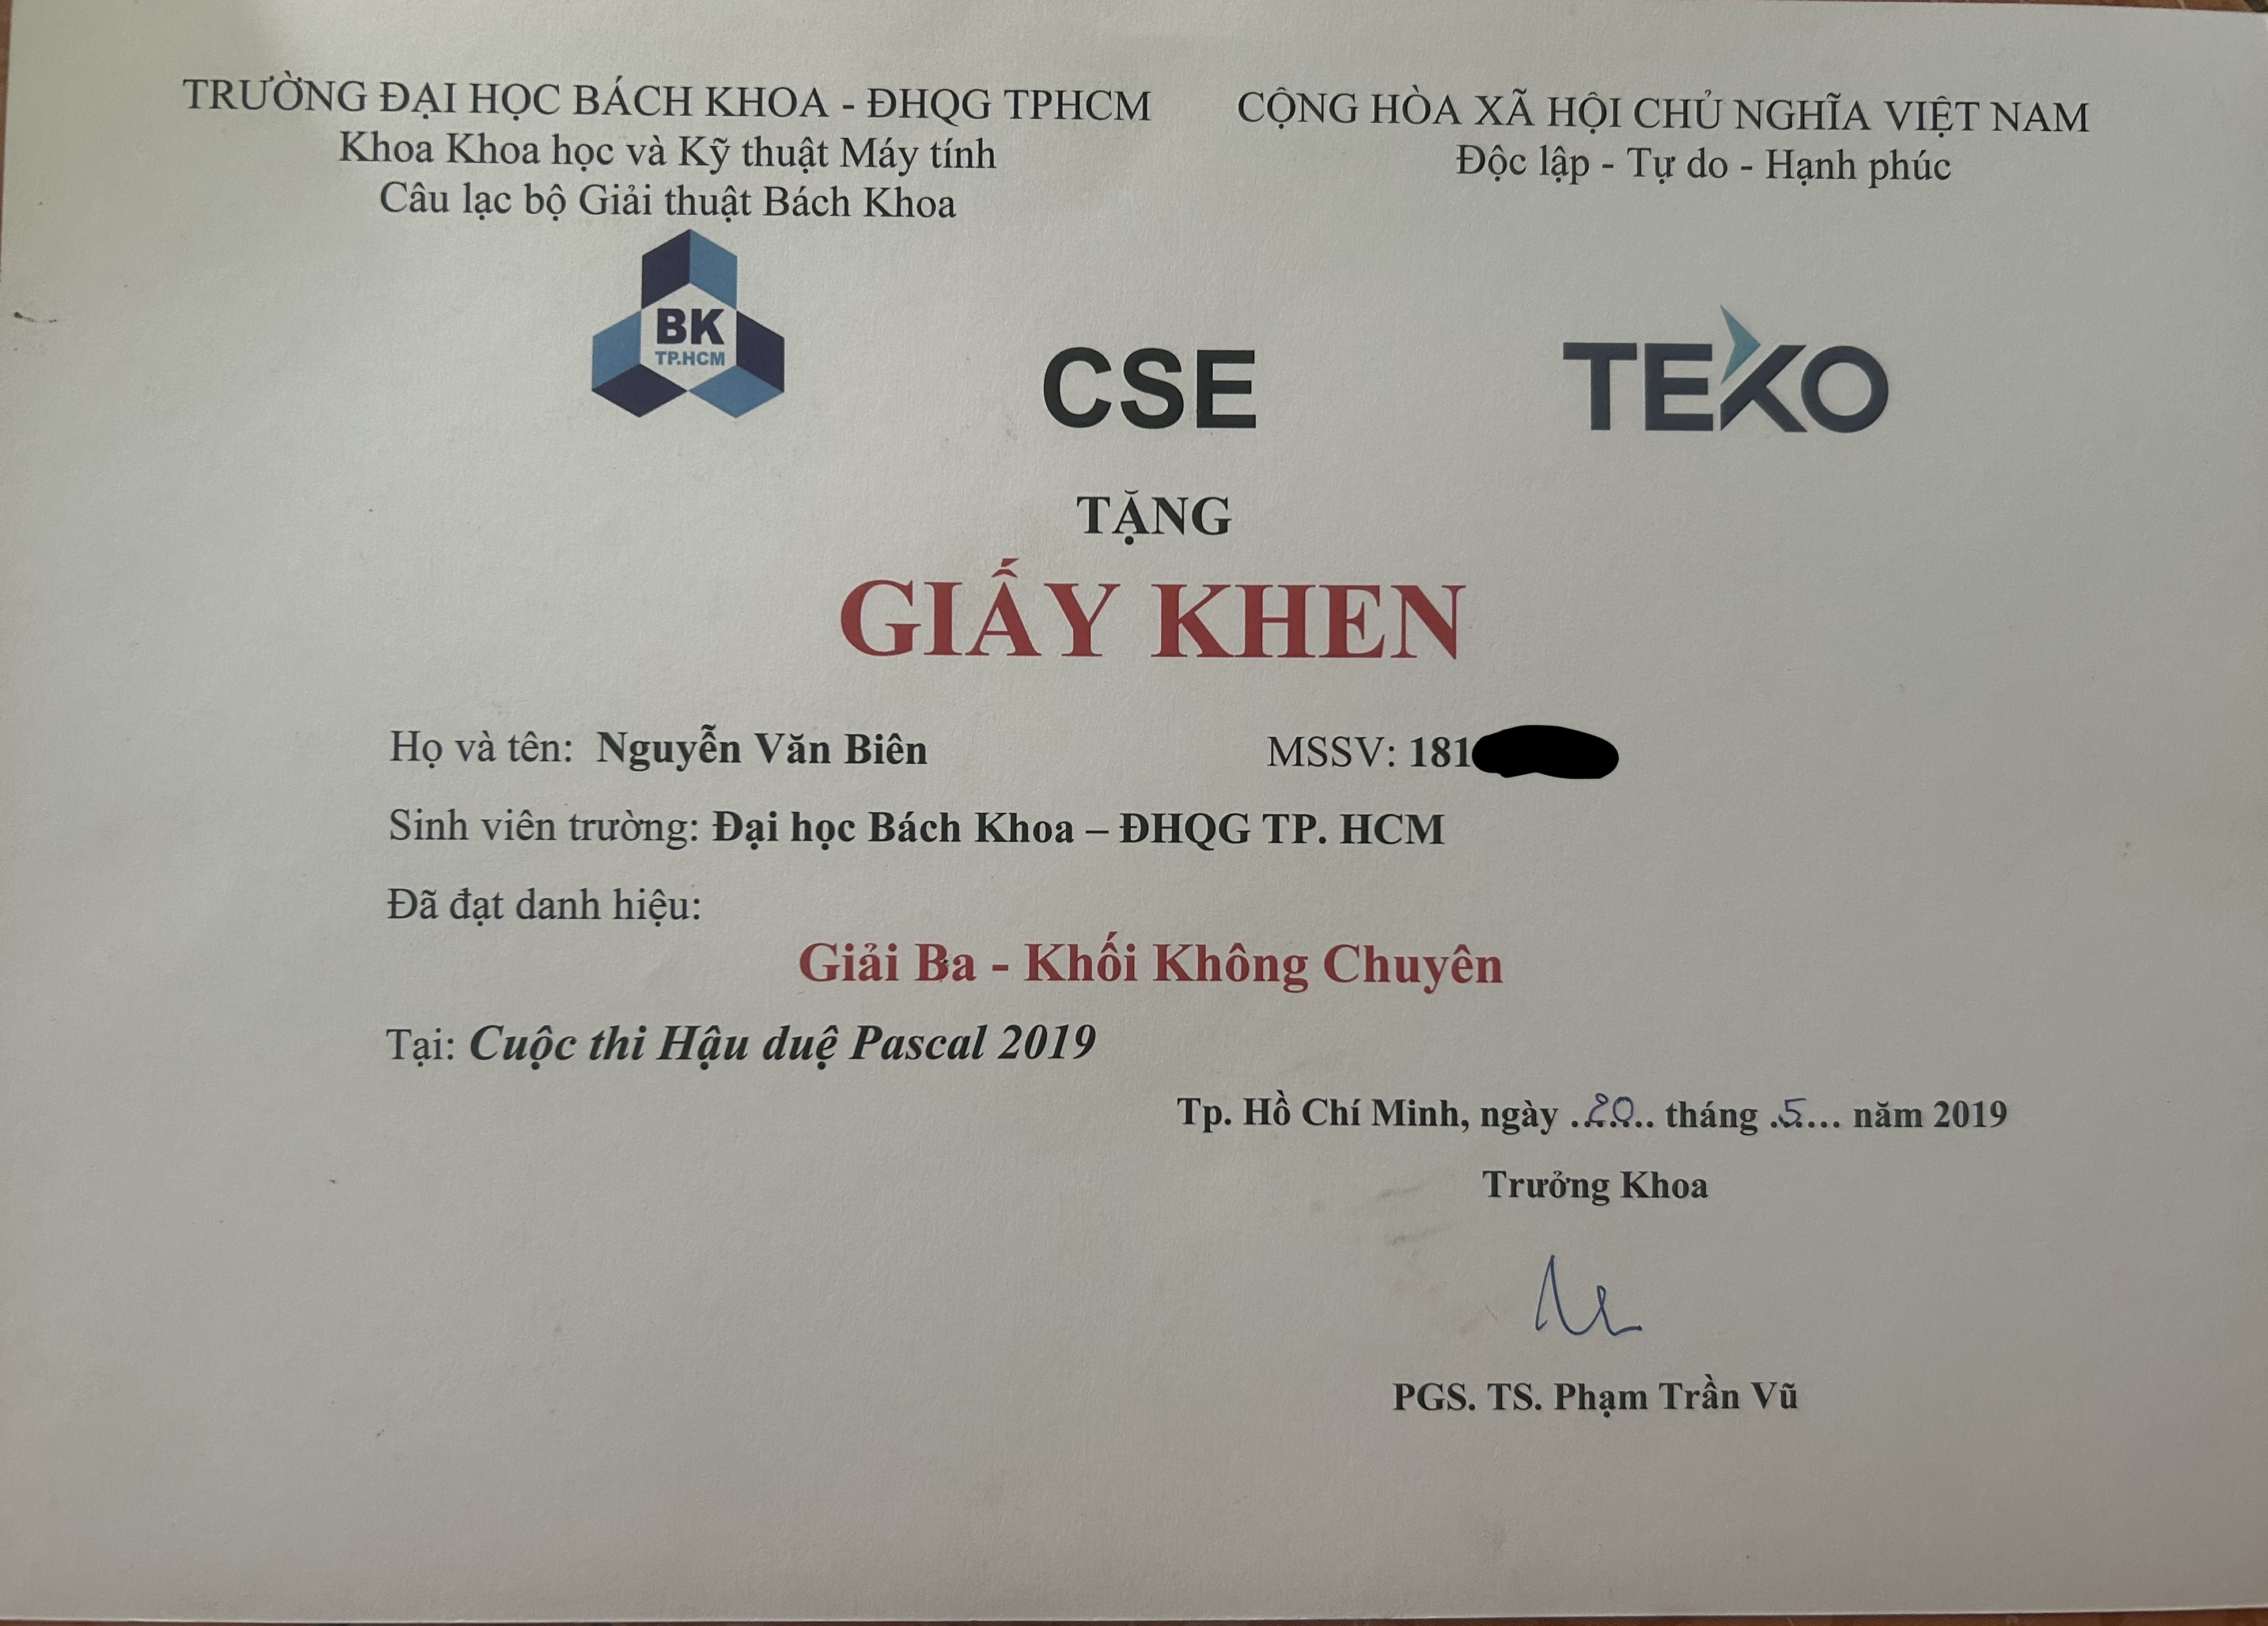 TRƯỜNG ĐẠI HỌC BÁCH KHOA - ĐHQG TPHCM
Khoa Khoa học và Kỹ thuật Máy tính
Câu lạc bộ Giải thuật Bách Khoa
CỘNG HÒA XÃ HỘI CHỦ NGHĨA VIỆT NAM
Độc lập - Tự do - Hạnh phúc
BK
TP.HCM
CSE
TEKO
TẶNG
GIẤY KHEN
Họ và tên: Nguyễn Văn Biên
MSSV: 181
Sinh viên trường: Đại học Bách Khoa – ĐHQG TP. HCM
Đã đạt danh hiệu:
Giải Ba - Khối Không Chuyên
Tại: Cuộc thi Hậu duệ Pascal 2019
Tp. Hồ Chí Minh, ngày .20.. tháng .5... năm 2019
Trưởng Khoa
PGS. TS. Phạm Trần Vũ